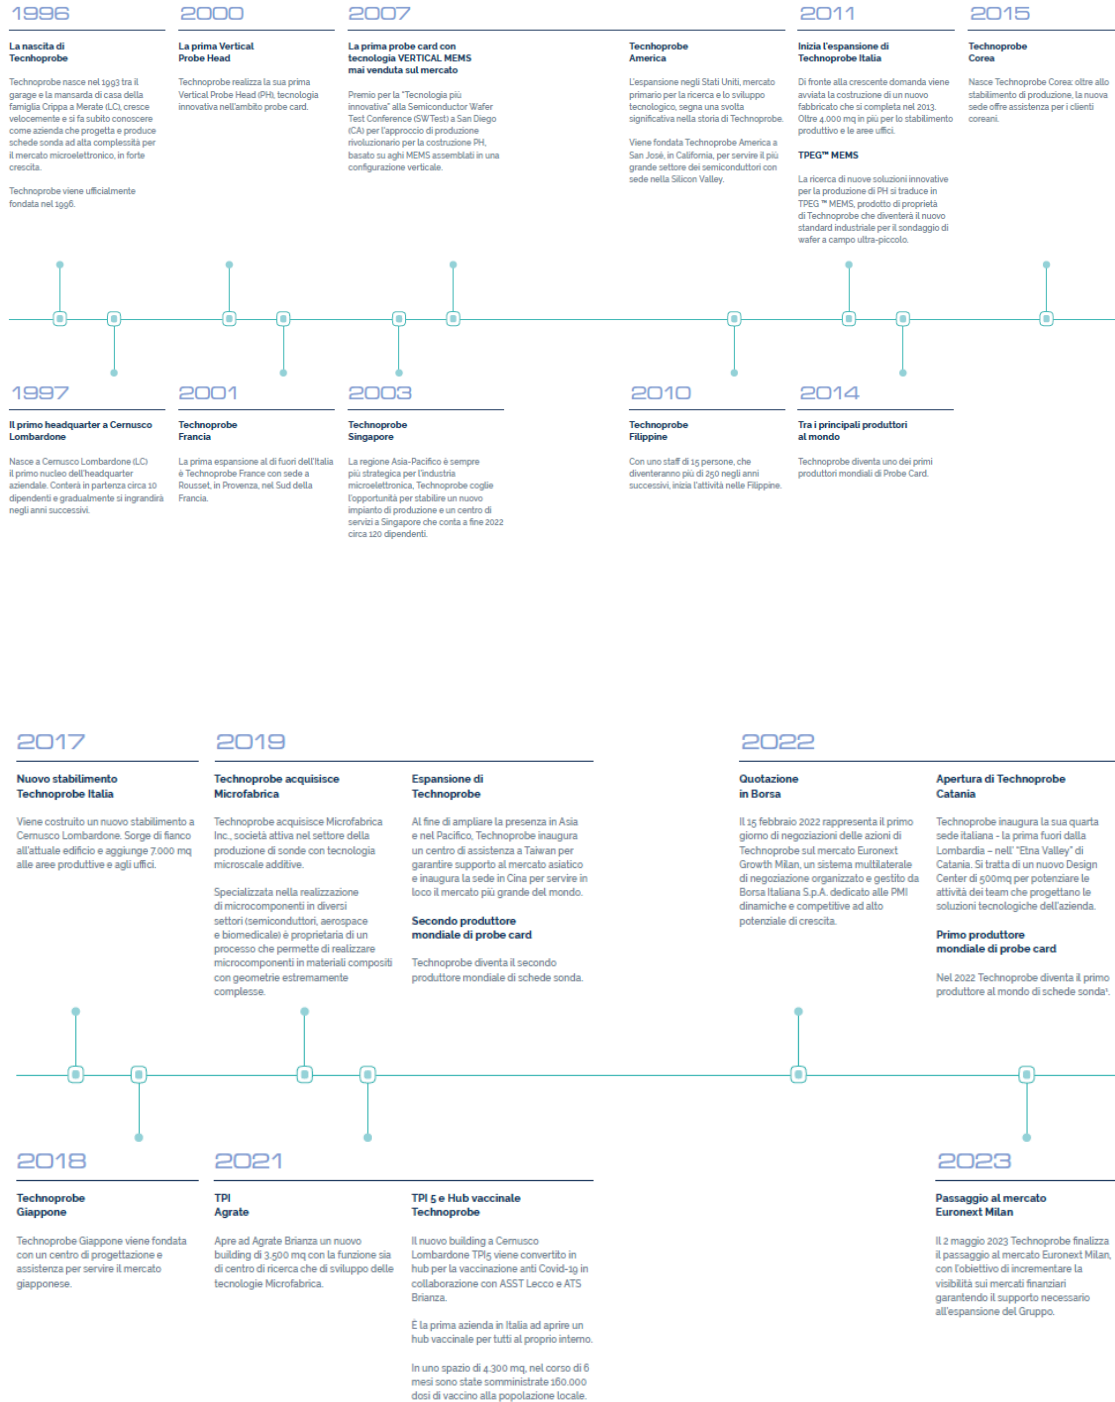 1996
La nascita di
Tecnhoprobe
Technoprobe nasce nel 1993 tra il
garage e la mansarda di casa della
famiglia Crippa a Merate (LC), cresce
velocemente e si fa subito conoscere
come azienda che progetta e produce
schede sonda ad alta complessità per
il mercato microelettronico, in forte
crescita.
Technoprobe viene ufficialmente
fondata nel 1996.
2000
La prima Vertical
Probe Head
Technoprobe realizza la sua prima
Vertical Probe Head (PH), tecnologia
innovativa nell'ambito probe card.
2007
La prima probe card con
tecnologia VERTICAL MEMS
mai venduta sul mercato
Premio per la "Tecnologia più
innovativa" alla Semiconductor Wafer
Test Conference (SWTest) a San Diego
(CA) per l'approccio di produzione
rivoluzionario per la costruzione PH,
basato su aghi MEMS assemblati in una
configurazione verticale.
Tecnhoprobe
America
L'espansione negli Stati Uniti, mercato
primario per la ricerca e lo sviluppo
tecnologico, segna una svolta
significativa nella storia di Technoprobe.
Viene fondata Technoprobe America a
San José, in California, per servire il più
grande settore dei semiconduttori con
sede nella Silicon Valley.
2011
Inizia l'espansione di
Technoprobe Italia
Di fronte alla crescente domanda viene
avviata la costruzione di un nuovo
fabbricato che si completa nel 2013.
Oltre 4.000 mq in più per lo stabilimento
produttivo e le aree uffici.
TPEG™ MEMS
La ricerca di nuove soluzioni innovative
per la produzione di PH si traduce in
TPEG ™ MEMS, prodotto di proprietà
di Technoprobe che diventerà il nuovo
standard industriale per il sondaggio di
wafer a campo ultra-piccolo.
2015
Technoprobe
Corea
Nasce Technoprobe Corea: oltre allo
stabilimento di produzione, la nuova
sede offre assistenza per i clienti
coreani.
1997
Il primo headquarter a Cernusco
Lombardone
Nasce a Cernusco Lombardone (LC)
il primo nucleo dell'headquarter
aziendale. Conterà in partenza circa 10
dipendenti e gradualmente si ingrandirà
negli anni successivi.
2001
Technoprobe
Francia
La prima espansione al di fuori dell'Italia
è Technoprobe France con sede a
Rousset, in Provenza, nel Sud della
Francia.
2003
Technoprobe
Singapore
La regione Asia-Pacifico è sempre
più strategica per l'industria
microelettronica, Technoprobe coglie
l'opportunità per stabilire un nuovo
impianto di produzione e un centro di
servizi a Singapore che conta a fine 2022
circa 120 dipendenti.
2010
Technoprobe
Filippine
Con uno staff di 15 persone, che
diventeranno più di 250 negli anni
successivi, inizia l'attività nelle Filippine.
2014
Tra i principali produttori
al mondo
Technoprobe diventa uno dei primi
produttori mondiali di Probe Card.
2017
Nuovo stabilimento
Technoprobe Italia
Viene costruito un nuovo stabilimento a
Cernusco Lombardone. Sorge di fianco
all'attuale edificio e aggiunge 7.000 mq
alle aree produttive e agli uffici.
2019
Technoprobe acquisisce
Microfabrica
Technoprobe acquisisce Microfabrica
Inc., società attiva nel settore della
produzione di sonde con tecnologia
microscale additive.
Specializzata nella realizzazione
di microcomponenti in diversi
settori (semiconduttori, aerospace
e biomedicale) è proprietaria di un
processo che permette di realizzare
microcomponenti in materiali compositi
con geometrie estremamente
complesse.
Espansione di
Technoprobe
Al fine di ampliare la presenza in Asia
e nel Pacifico, Technoprobe inaugura
un centro di assistenza a Taiwan per
garantire supporto al mercato asiatico
e inaugura la sede in Cina per servire in
loco il mercato più grande del mondo.
Secondo produttore
mondiale di probe card
Technoprobe diventa il secondo
produttore mondiale di schede sonda.
2022
Quotazione
in Borsa
Il 15 febbraio 2022 rappresenta il primo
giorno di negoziazioni delle azioni di
Technoprobe sul mercato Euronext
Growth Milan, un sistema multilaterale
di negoziazione organizzato e gestito da
Borsa Italiana S.p.A. dedicato alle PMI
dinamiche e competitive ad alto
potenziale di crescita.
Apertura di Technoprobe
Catania
Technoprobe inaugura la sua quarta
sede italiana - la prima fuori dalla
Lombardia – nell' "Etna Valley" di
Catania. Si tratta di un nuovo Design
Center di 500mq per potenziare le
attività dei team che progettano le
soluzioni tecnologiche dell'azienda.
Primo produttore
mondiale di probe card
Nel 2022 Technoprobe diventa il primo
produttore al mondo di schede sonda¹.
2018
Technoprobe
Giappone
Technoprobe Giappone viene fondata
con un centro di progettazione e
assistenza per servire il mercato
giapponese.
2021
TPI
Agrate
Apre ad Agrate Brianza un nuovo
building di 3.500 mq con la funzione sia
di centro di ricerca che di sviluppo delle
tecnologie Microfabrica.
TPI 5 e Hub vaccinale
Technoprobe
Il nuovo building a Cernusco
Lombardone TPI5 viene convertito in
hub per la vaccinazione anti Covid-19 in
collaborazione con ASST Lecco e ATS
Brianza.
È la prima azienda in Italia ad aprire un
hub vaccinale per tutti al proprio interno.
In uno spazio di 4.300 mq, nel corso di 6
mesi sono state somministrate 160.000
dosi di vaccino alla popolazione locale.
2023
Passaggio al mercato
Euronext Milan
Il 2 maggio 2023 Technoprobe finalizza
il passaggio al mercato Euronext Milan,
con l'obiettivo di incrementare la
visibilità sui mercati finanziari
garantendo il supporto necessario
all'espansione del Gruppo.